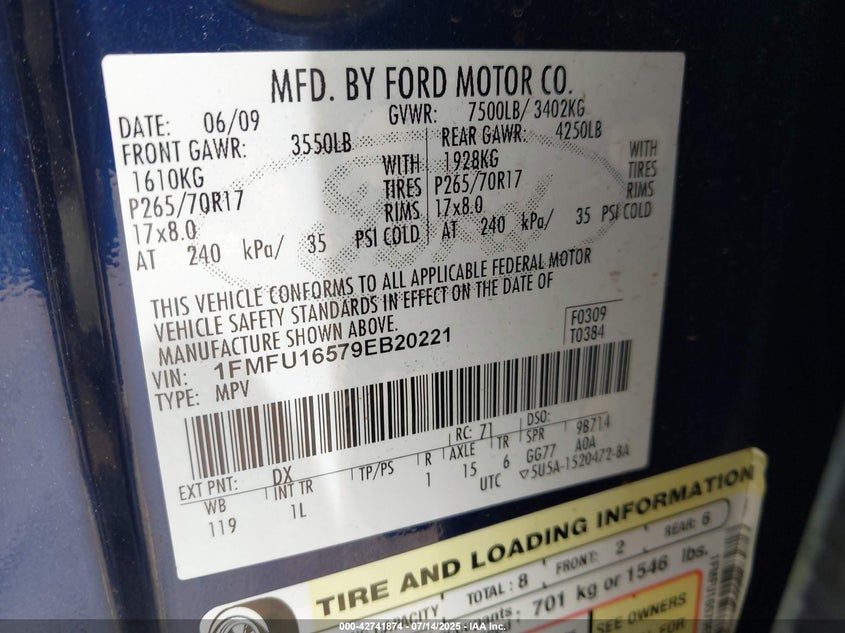 MFD. BY FORD MOTOR CO.
DATE: 06/09 GVWR: 7500LB/ 3402KG
FRONT GAWR: 3550LB REAR GAWR: 4250LB
1610KG WITH 1928KG WITH
P265/70R17 TIRES P265/70R17 TIRES
17x8.0 RIMS 17x8.0 RIMS
AT 240 kPa/ 35 PSI COLD AT 240 kPa/ 35 PSI COLD
THIS VEHICLE CONFORMS TO ALL APPLICABLE FEDERAL MOTOR
VEHICLE SAFETY STANDARDS IN EFFECT ON THE DATE OF
MANUFACTURE SHOWN ABOVE.
F0309
T0384
VIN: 1FMFU16579EB20221
TYPE: MPV
EXT PNT: DX RC: 71 DSO:
WB INT TR TP/PS R AXLE TR SPR 98714
119 1L 1 15 6 GG77 A0A
UTC ▽5U5A-1520472-BA
TIRE AND LOADING INFORMATION
TOTAL: 8 FRONT: 2 REAR: 6
701 kg or 1546 lbs.
SEE OWNERS
FOR
000-42741874 - 07/14/2025 - IAA Inc.